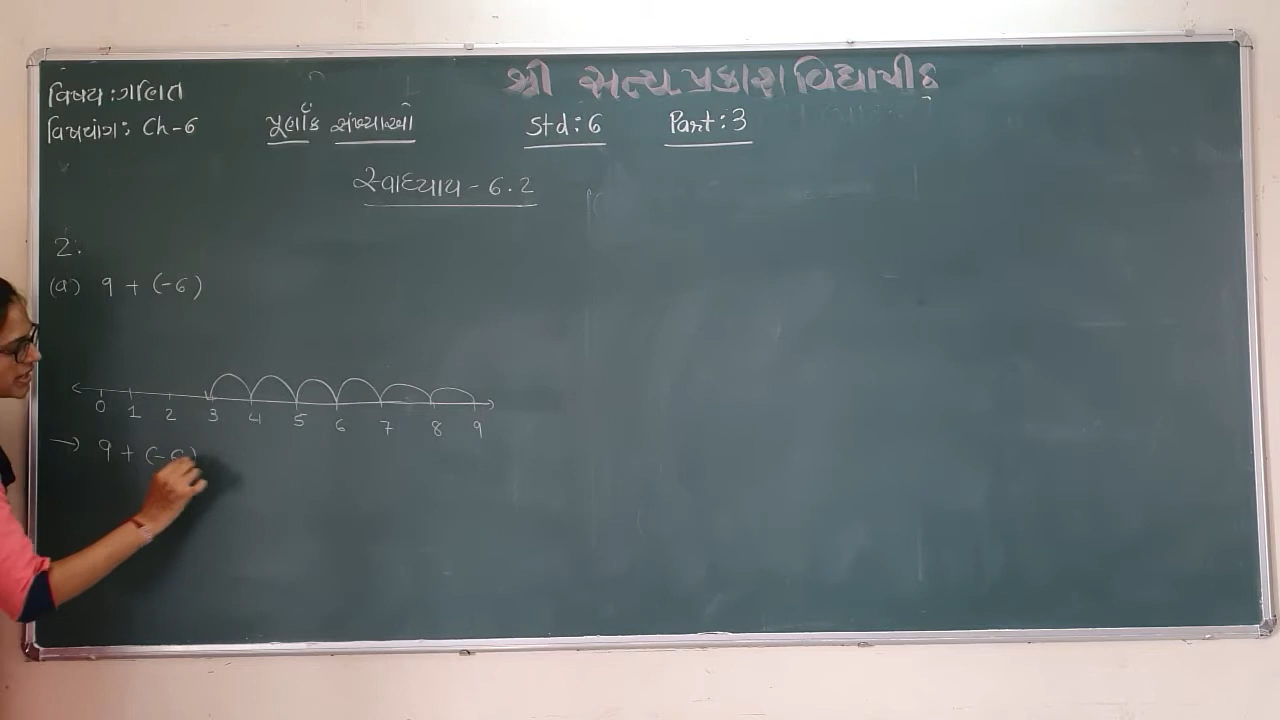 શ્રી સત્ય પ્રકાશ વિદ્યાપીઠ
વિષય : ગણિત
વિષયાંગ : Ch-6 પૂર્ણાંક સંખ્યાઓ Std : 6 Part : 3
સ્વાધ્યાય - 6.2
2.
(a) 9 + (-6)
0 1 2 3 4 5 6 7 8 9
→ 9 + (-6)